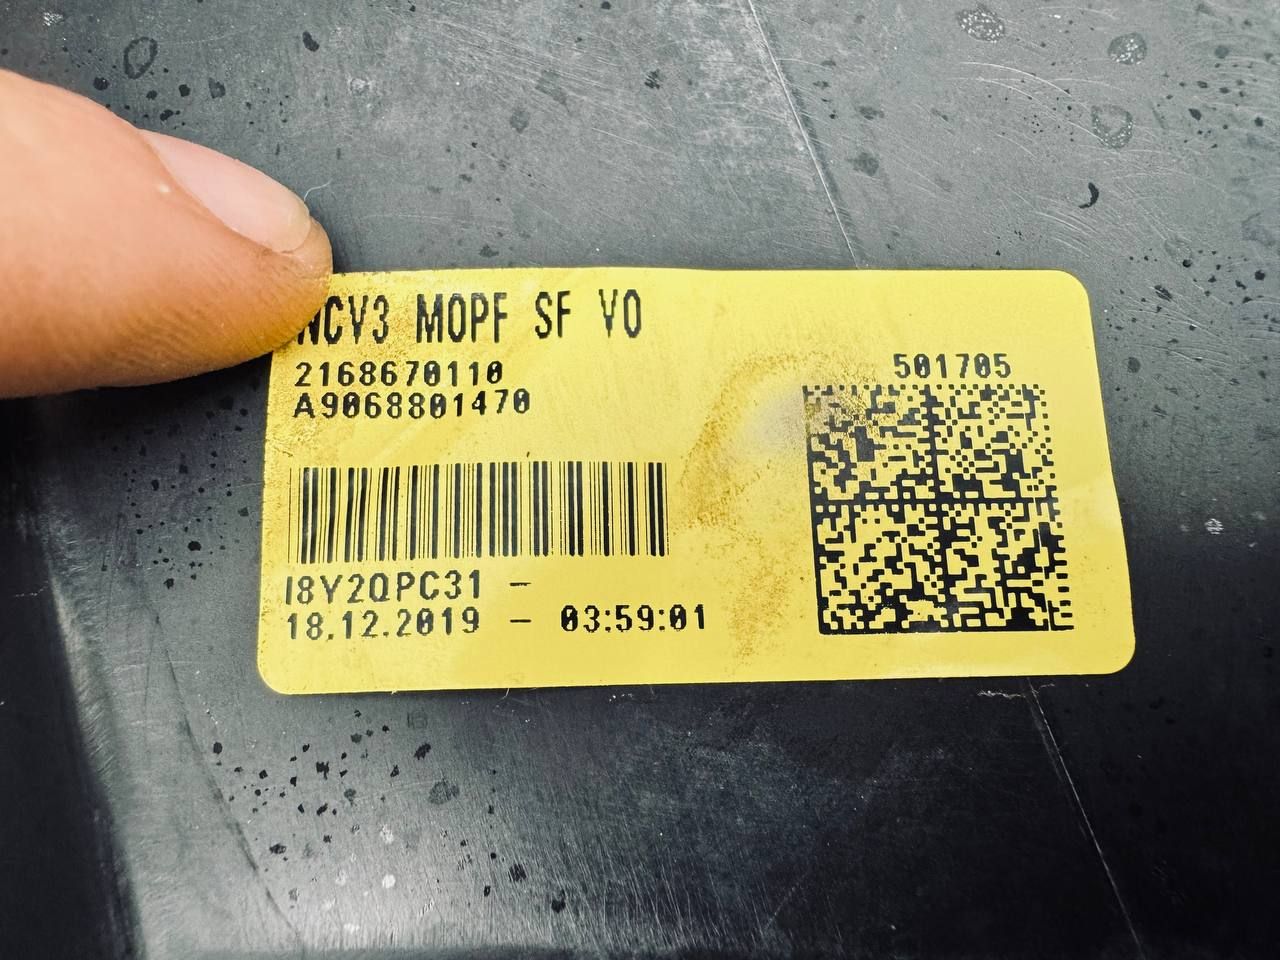 NCV3 MOPF SF VO
2168670110
A9068801470
501705
I8Y2QPC31 -
18.12.2019 - 03:59:01